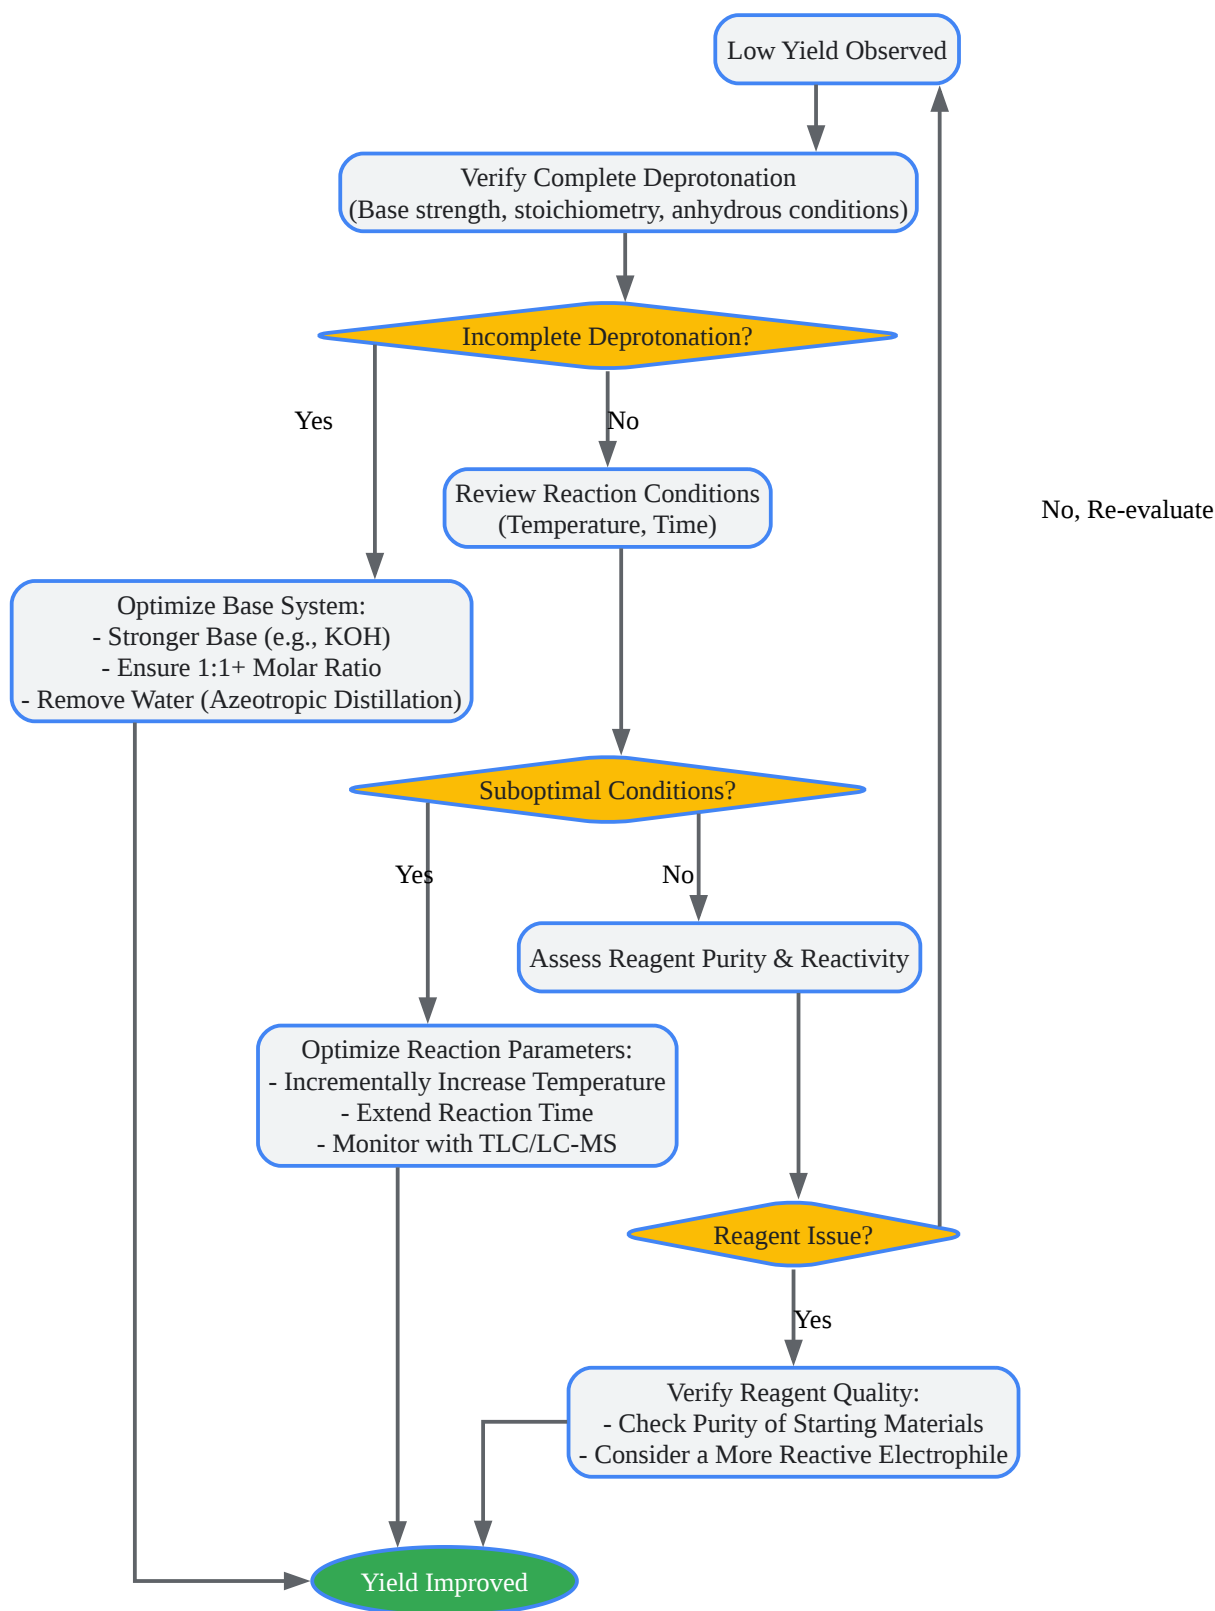 Low Yield Observed
Verify Complete Deprotonation
(Base strength, stoichiometry, anhydrous conditions)
Incomplete Deprotonation?
Yes
No
Review Reaction Conditions
(Temperature, Time)
No, Re-evaluate
Optimize Base System:
- Stronger Base (e.g., KOH)
- Ensure 1:1+ Molar Ratio
- Remove Water (Azeotropic Distillation)
Suboptimal Conditions?
Yes
No
Assess Reagent Purity & Reactivity
Optimize Reaction Parameters:
- Incrementally Increase Temperature
- Extend Reaction Time
- Monitor with TLC/LC-MS
Reagent Issue?
Yes
Verify Reagent Quality:
- Check Purity of Starting Materials
- Consider a More Reactive Electrophile
Yield Improved